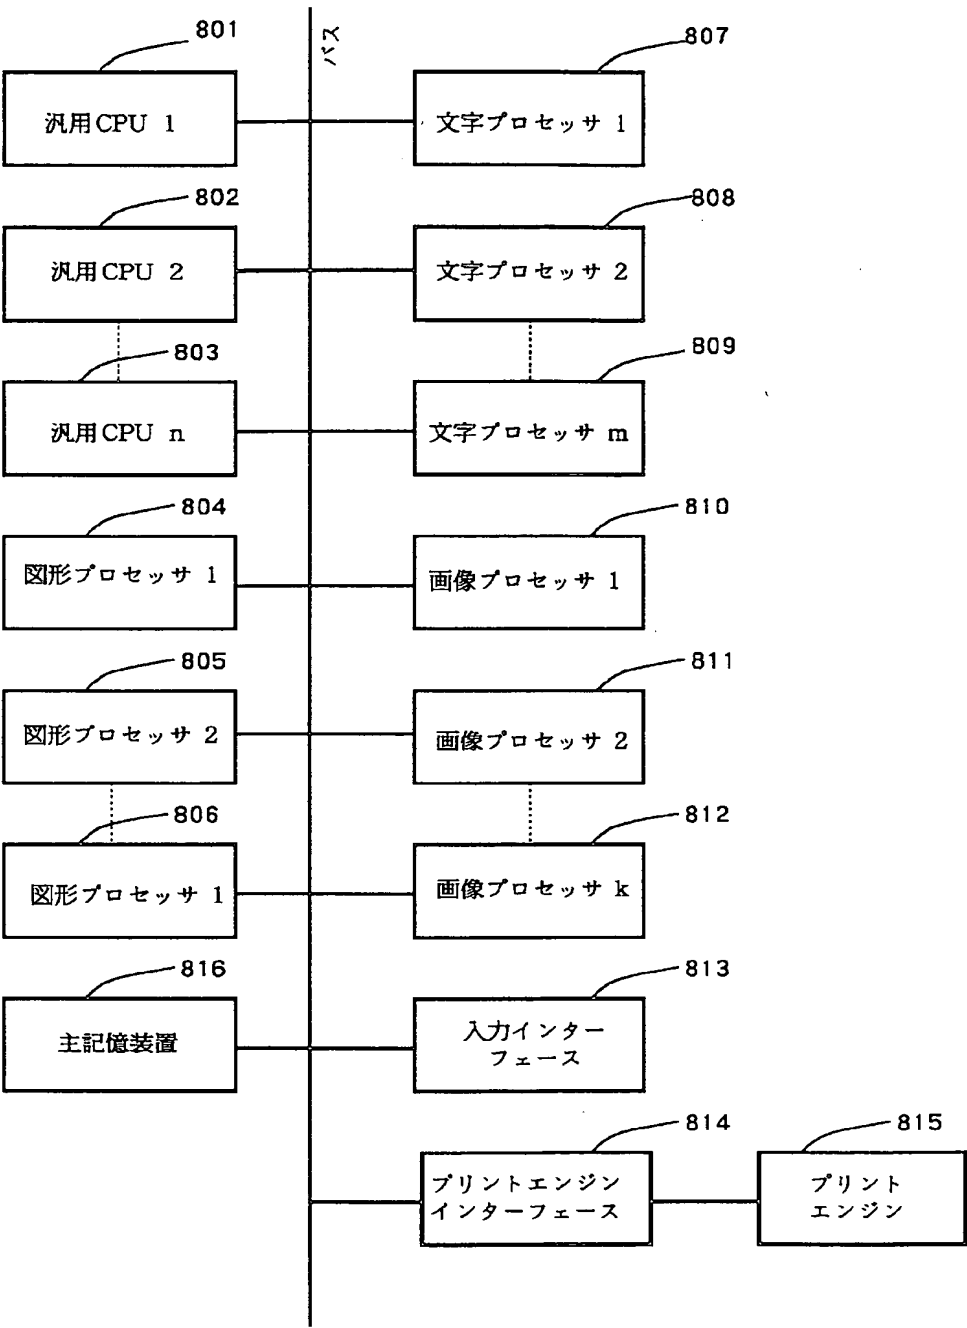 801
バス
807
汎用CPU 1
文字プロセッサ 1
802
808
汎用CPU 2
文字プロセッサ 2
803
809
汎用CPU n
文字プロセッサ m
804
810
図形プロセッサ 1
画像プロセッサ 1
805
811
図形プロセッサ 2
画像プロセッサ 2
806
812
図形プロセッサ 1
画像プロセッサ k
816
813
主記憶装置
入力インター
フェース
814
815
プリントエンジン
インターフェース
プリント
エンジン